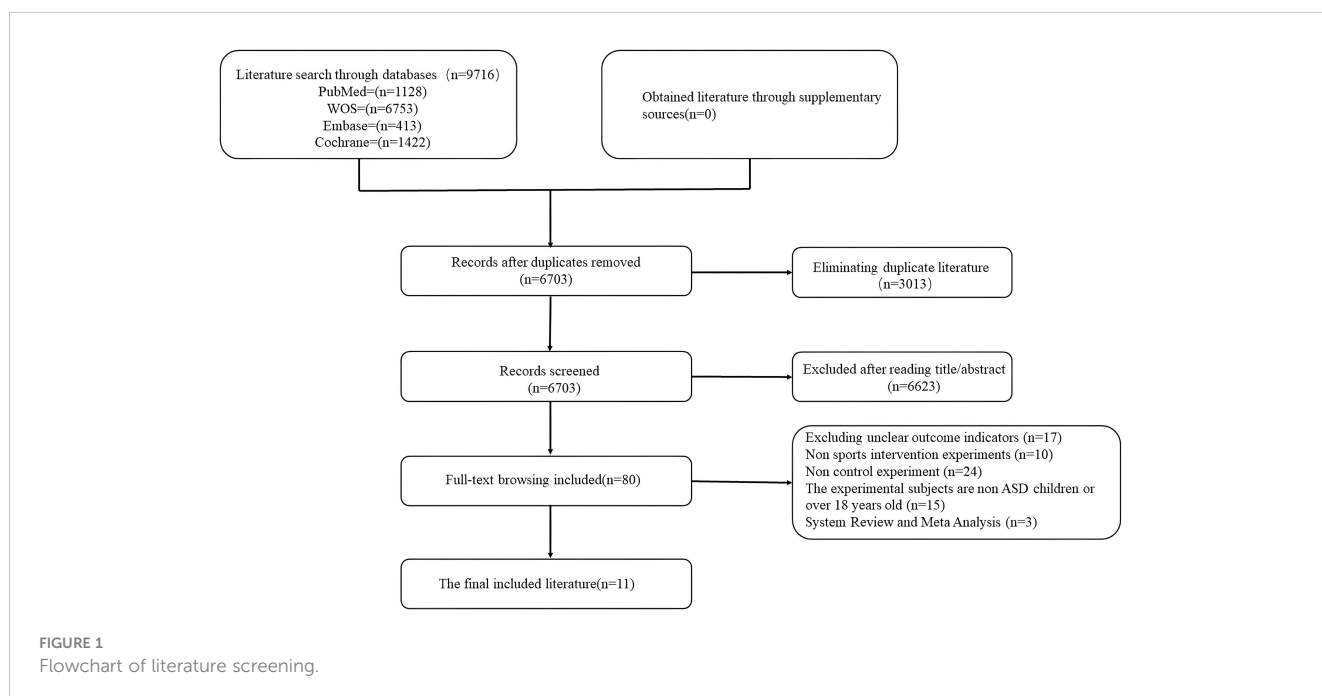 Literature search through databases（n=9716）
PubMed=(n=1128)
WOS=(n=6753)
Embase=(n=413)
Cochrane=(n=1422)
Obtained literature through supplementary
sources(n=0)
Records after duplicates removed
(n=6703)
Eliminating duplicate literature
（n=3013）
Records screened
(n=6703)
Excluded after reading title/abstract
(n=6623)
Full-text browsing included(n=80)
Excluding unclear outcome indicators (n=17)
Non sports intervention experiments (n=10)
Non control experiment (n=24)
The experimental subjects are non ASD children or
over 18 years old (n=15)
System Review and Meta Analysis (n=3)
The final included literature(n=11)
FIGURE 1
Flowchart of literature screening.